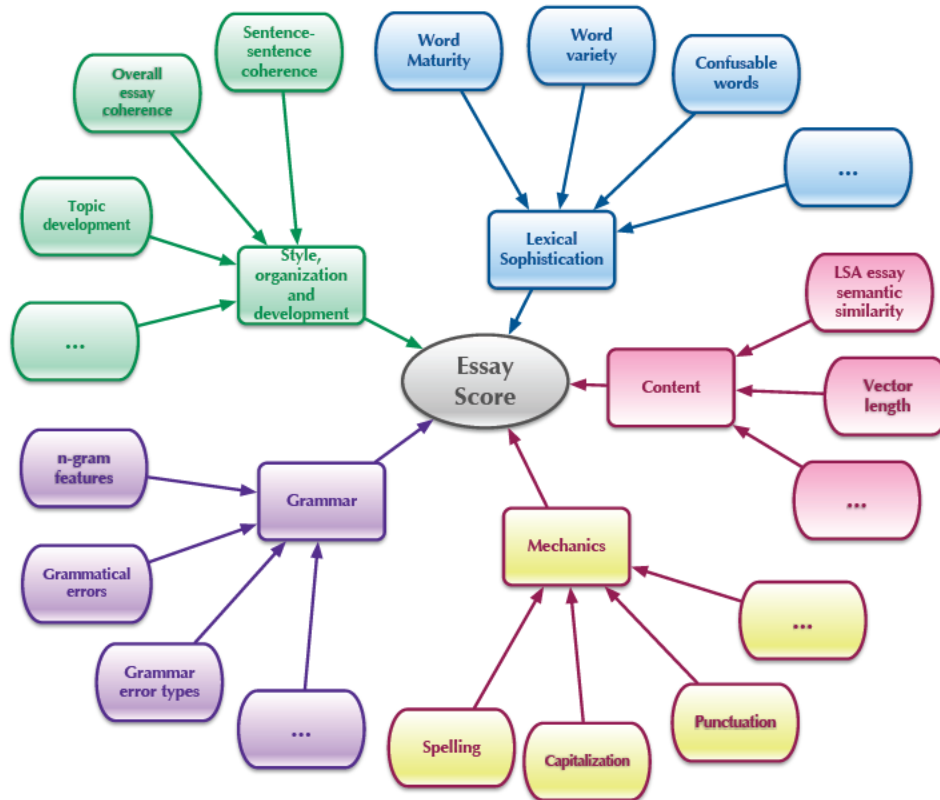 Sentence-
sentence
coherence
Word
Maturity
Word
variety
Confusable
words
Overall
essay
coherence
...
Topic
development
Style,
organization
and
development
Lexical
Sophistication
LSA essay
semantic
similarity
...
Essay
Score
Content
Vector
length
n-gram
features
Grammar
...
Mechanics
Grammatical
errors
...
Grammar
error types
...
Spelling
Capitalization
Punctuation